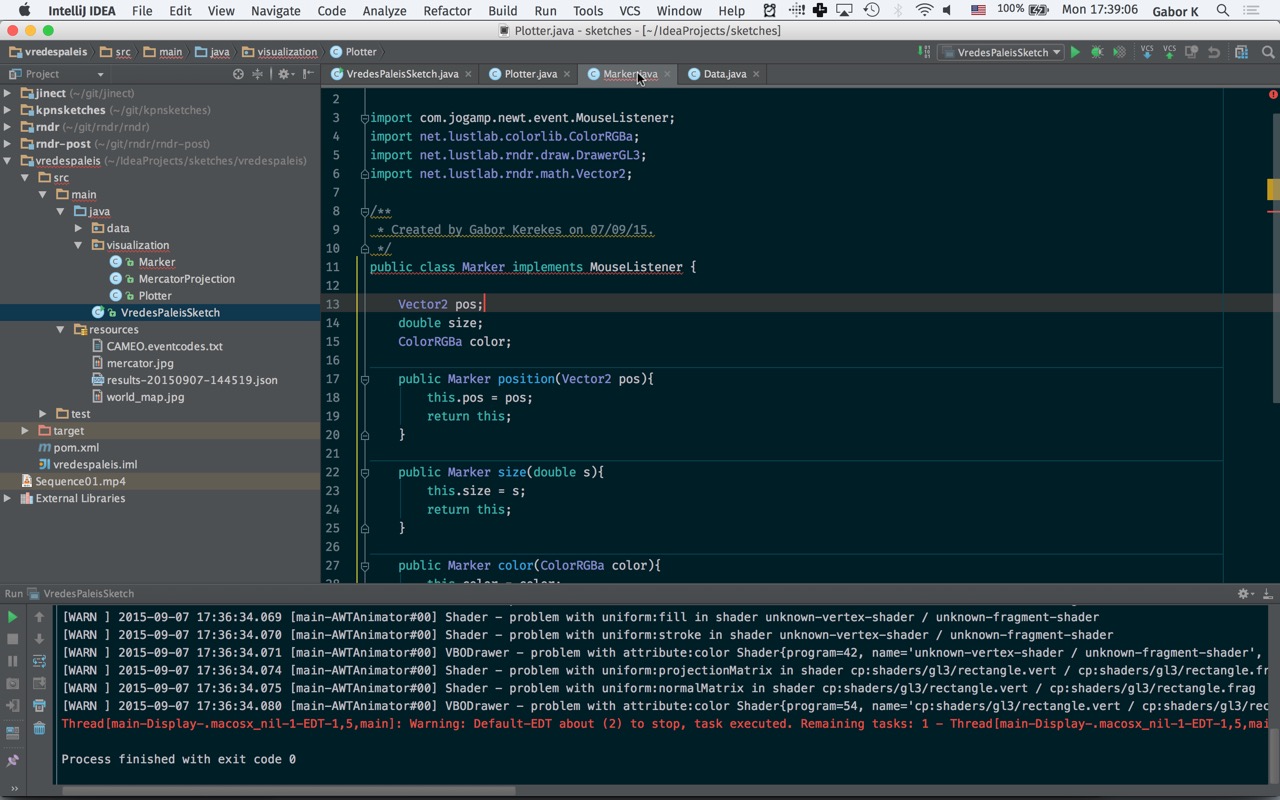 IntelliJ IDEA File Edit View Navigate Code Analyze Refactor Build Run Tools VCS Window Help 100% Mon 17:39:06 Gabor K
Plotter.java - sketches - [~/IdeaProjects/sketches]
vredespaleis src main java visualization Plotter VredesPaleisSketch VCS VCS
Project VredesPaleisSketch.java Plotter.java Marker.java Data.java
jinect (~/git/jinect)
kpnsketches (~/git/kpnsketches)
rndr (~/git/rndr/rndr)
rndr-post (~/git/rndr/rndr-post)
vredespaleis (~/IdeaProjects/sketches/vredespaleis)
src
main
java
data
visualization
Marker
MercatorProjection
Plotter
VredesPaleisSketch
resources
CAMEO.eventcodes.txt
mercator.jpg
results-20150907-144519.json
world_map.jpg
test
target
pom.xml
vredespaleis.iml
Sequence01.mp4
External Libraries
2
3 import com.jogamp.newt.event.MouseListener;
4 import net.lustlab.colorlib.ColorRGBa;
5 import net.lustlab.rndr.draw.DrawerGL3;
6 import net.lustlab.rndr.math.Vector2;
7
8 /**
9 * Created by Gabor Kerekes on 07/09/15.
10 */
11 public class Marker implements MouseListener {
12
13 Vector2 pos;
14 double size;
15 ColorRGBa color;
16
17 public Marker position(Vector2 pos){
18 this.pos = pos;
19 return this;
20 }
21
22 public Marker size(double s){
23 this.size = s;
24 return this;
25 }
26
27 public Marker color(ColorRGBa color){
28 this.color = color;
Run VredesPaleisSketch
[WARN ] 2015-09-07 17:36:34.069 [main-AWTAnimator#00] Shader - problem with uniform:fill in shader unknown-vertex-shader / unknown-fragment-shader
[WARN ] 2015-09-07 17:36:34.070 [main-AWTAnimator#00] Shader - problem with uniform:stroke in shader unknown-vertex-shader / unknown-fragment-shader
[WARN ] 2015-09-07 17:36:34.071 [main-AWTAnimator#00] VBODrawer - problem with attribute:color Shader{program=42, name='unknown-vertex-shader / unknown-fragment-shader',
[WARN ] 2015-09-07 17:36:34.074 [main-AWTAnimator#00] Shader - problem with uniform:projectionMatrix in shader cp:shaders/gl3/rectangle.vert / cp:shaders/gl3/rectangle.fr
[WARN ] 2015-09-07 17:36:34.075 [main-AWTAnimator#00] Shader - problem with uniform:normalMatrix in shader cp:shaders/gl3/rectangle.vert / cp:shaders/gl3/rectangle.frag
[WARN ] 2015-09-07 17:36:34.080 [main-AWTAnimator#00] VBODrawer - problem with attribute:color Shader{program=54, name='cp:shaders/gl3/rectangle.vert / cp:shaders/gl3/rec
Thread[main-Display-.macosx_nil-1-EDT-1,5,main]: Warning: Default-EDT about (2) to stop, task executed. Remaining tasks: 1 - Thread[main-Display-.macosx_nil-1-EDT-1,5,mai
Process finished with exit code 0